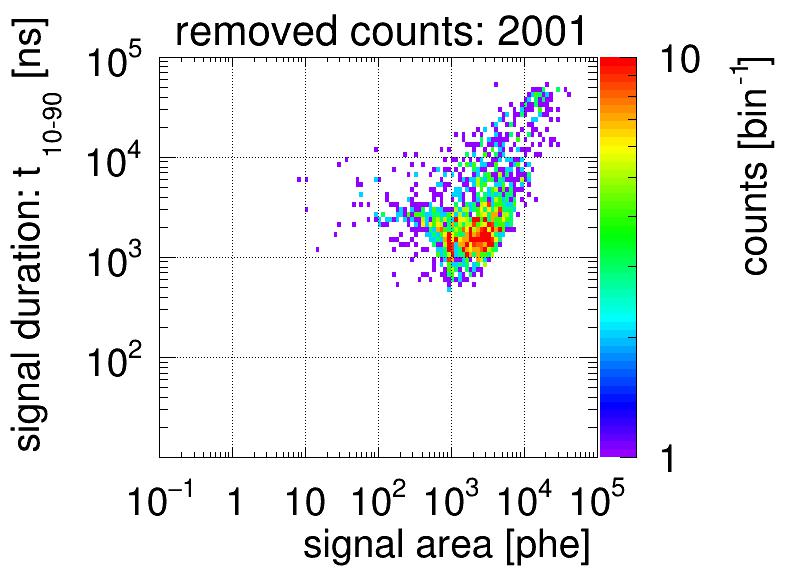 removed counts: 2001
signal duration: t 10-90 [ns]
10^5
10^4
10^3
10^2
10^−1 1 10 10^2 10^3 10^4 10^5
signal area [phe]
10
1
counts [bin^-1]